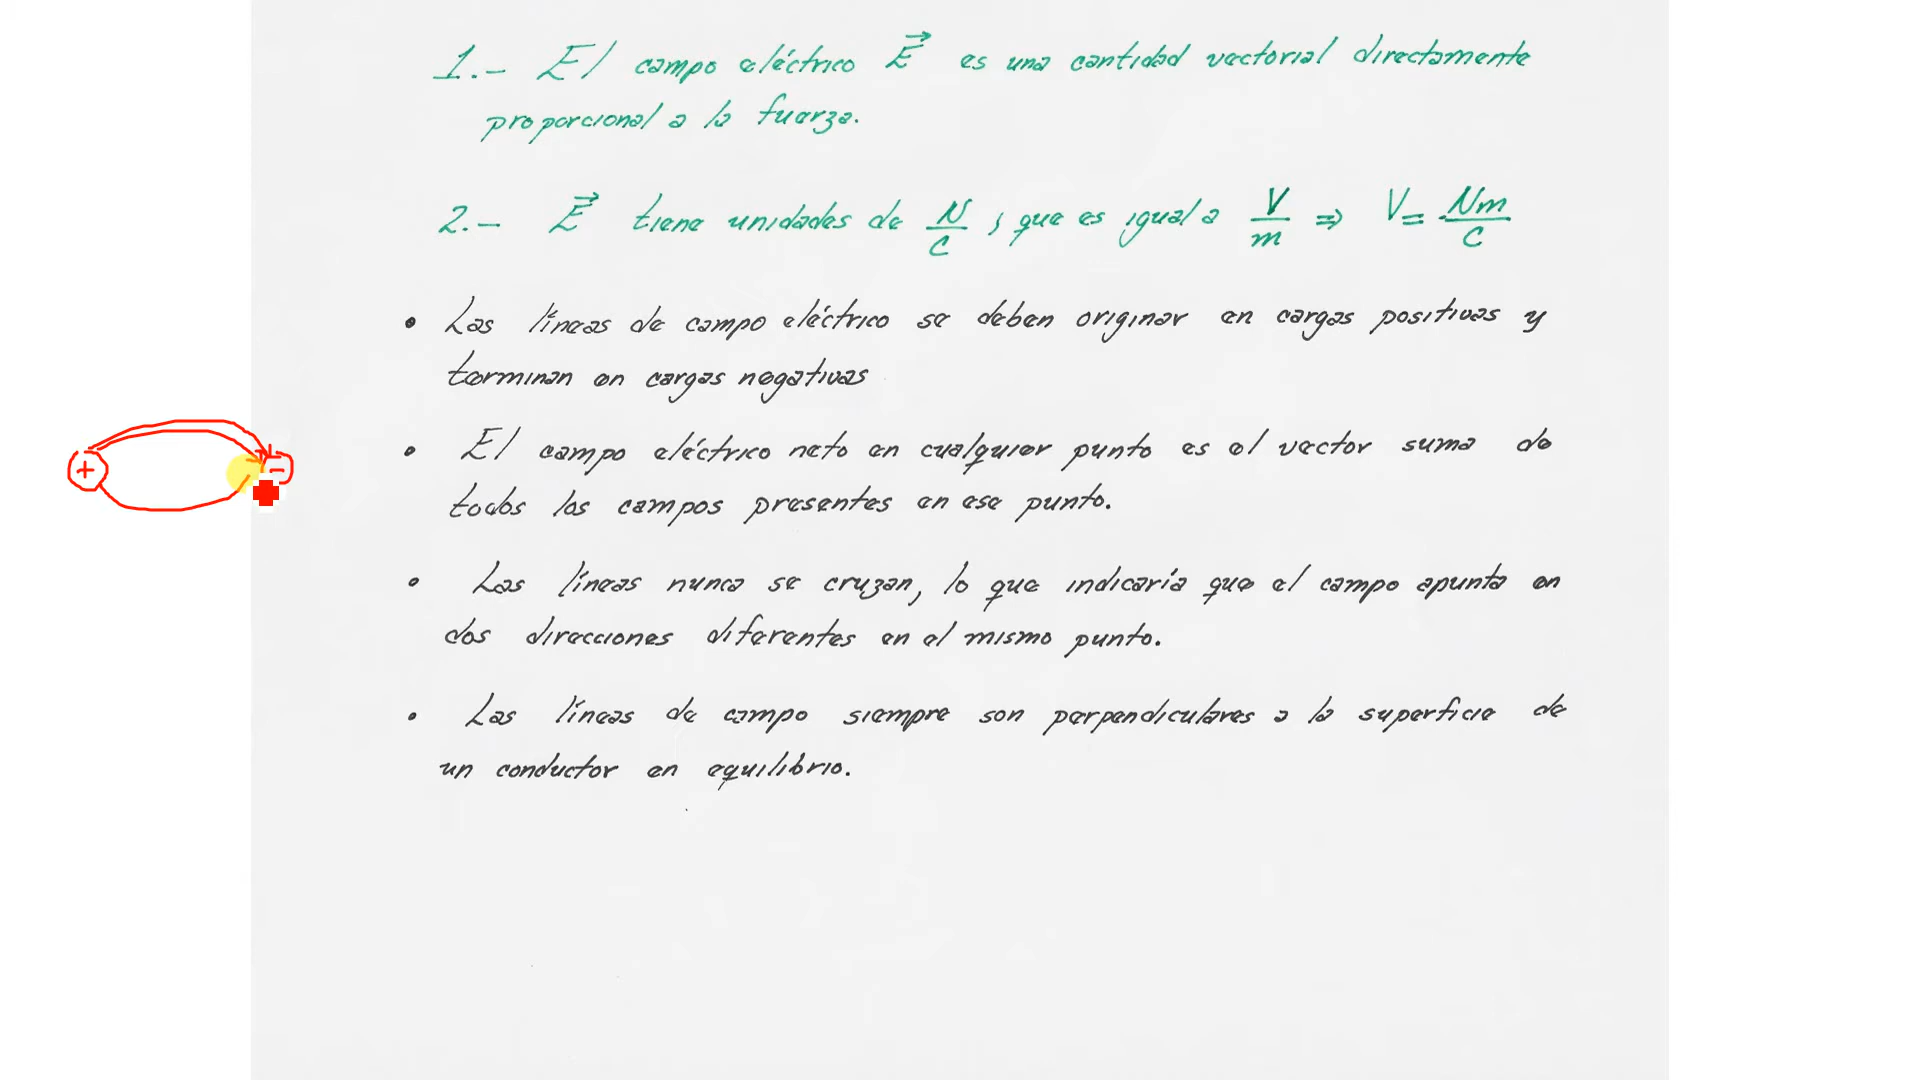 1.- El campo eléctrico \vec{E} es una cantidad vectorial directamente
proporcional a la fuerza.
2.- \vec{E} tiene unidades de N/C ; que es igual a V/m ⇒ V = Nm/C
• Las líneas de campo eléctrico se deben originar en cargas positivas y
terminan en cargas negativas
• El campo eléctrico neto en cualquier punto es el vector suma de
todos los campos presentes en ese punto.
+ -
• Las líneas nunca se cruzan, lo que indicaría que el campo apunta en
dos direcciones diferentes en el mismo punto.
• Las líneas de campo siempre son perpendiculares a la superficie de
un conductor en equilibrio.